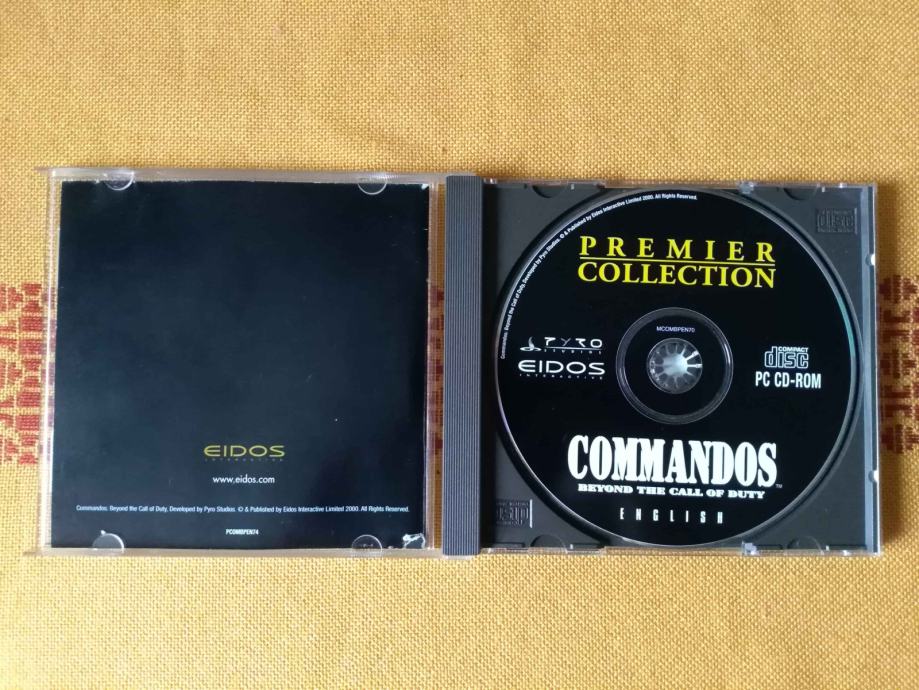 EIDOS
INTERACTIVE
www.eidos.com
Commandos: Beyond the Call of Duty, Developed by Pyro Studios. © & Published by Eidos Interactive Limited 2000. All Rights Reserved.
PCOMBPEN74
Commandos: Beyond the Call of Duty, Developed by Pyro Studios. © & Published by Eidos Interactive Limited 2000. All Rights Reserved.
PREMIER
COLLECTION
MCOMBPEN70
PYRO
STUDIOS
EIDOS
INTERACTIVE
COMPACT
disc
PC CD-ROM
COMMANDOS™
BEYOND THE CALL OF DUTY
ENGLISH
disc
disc